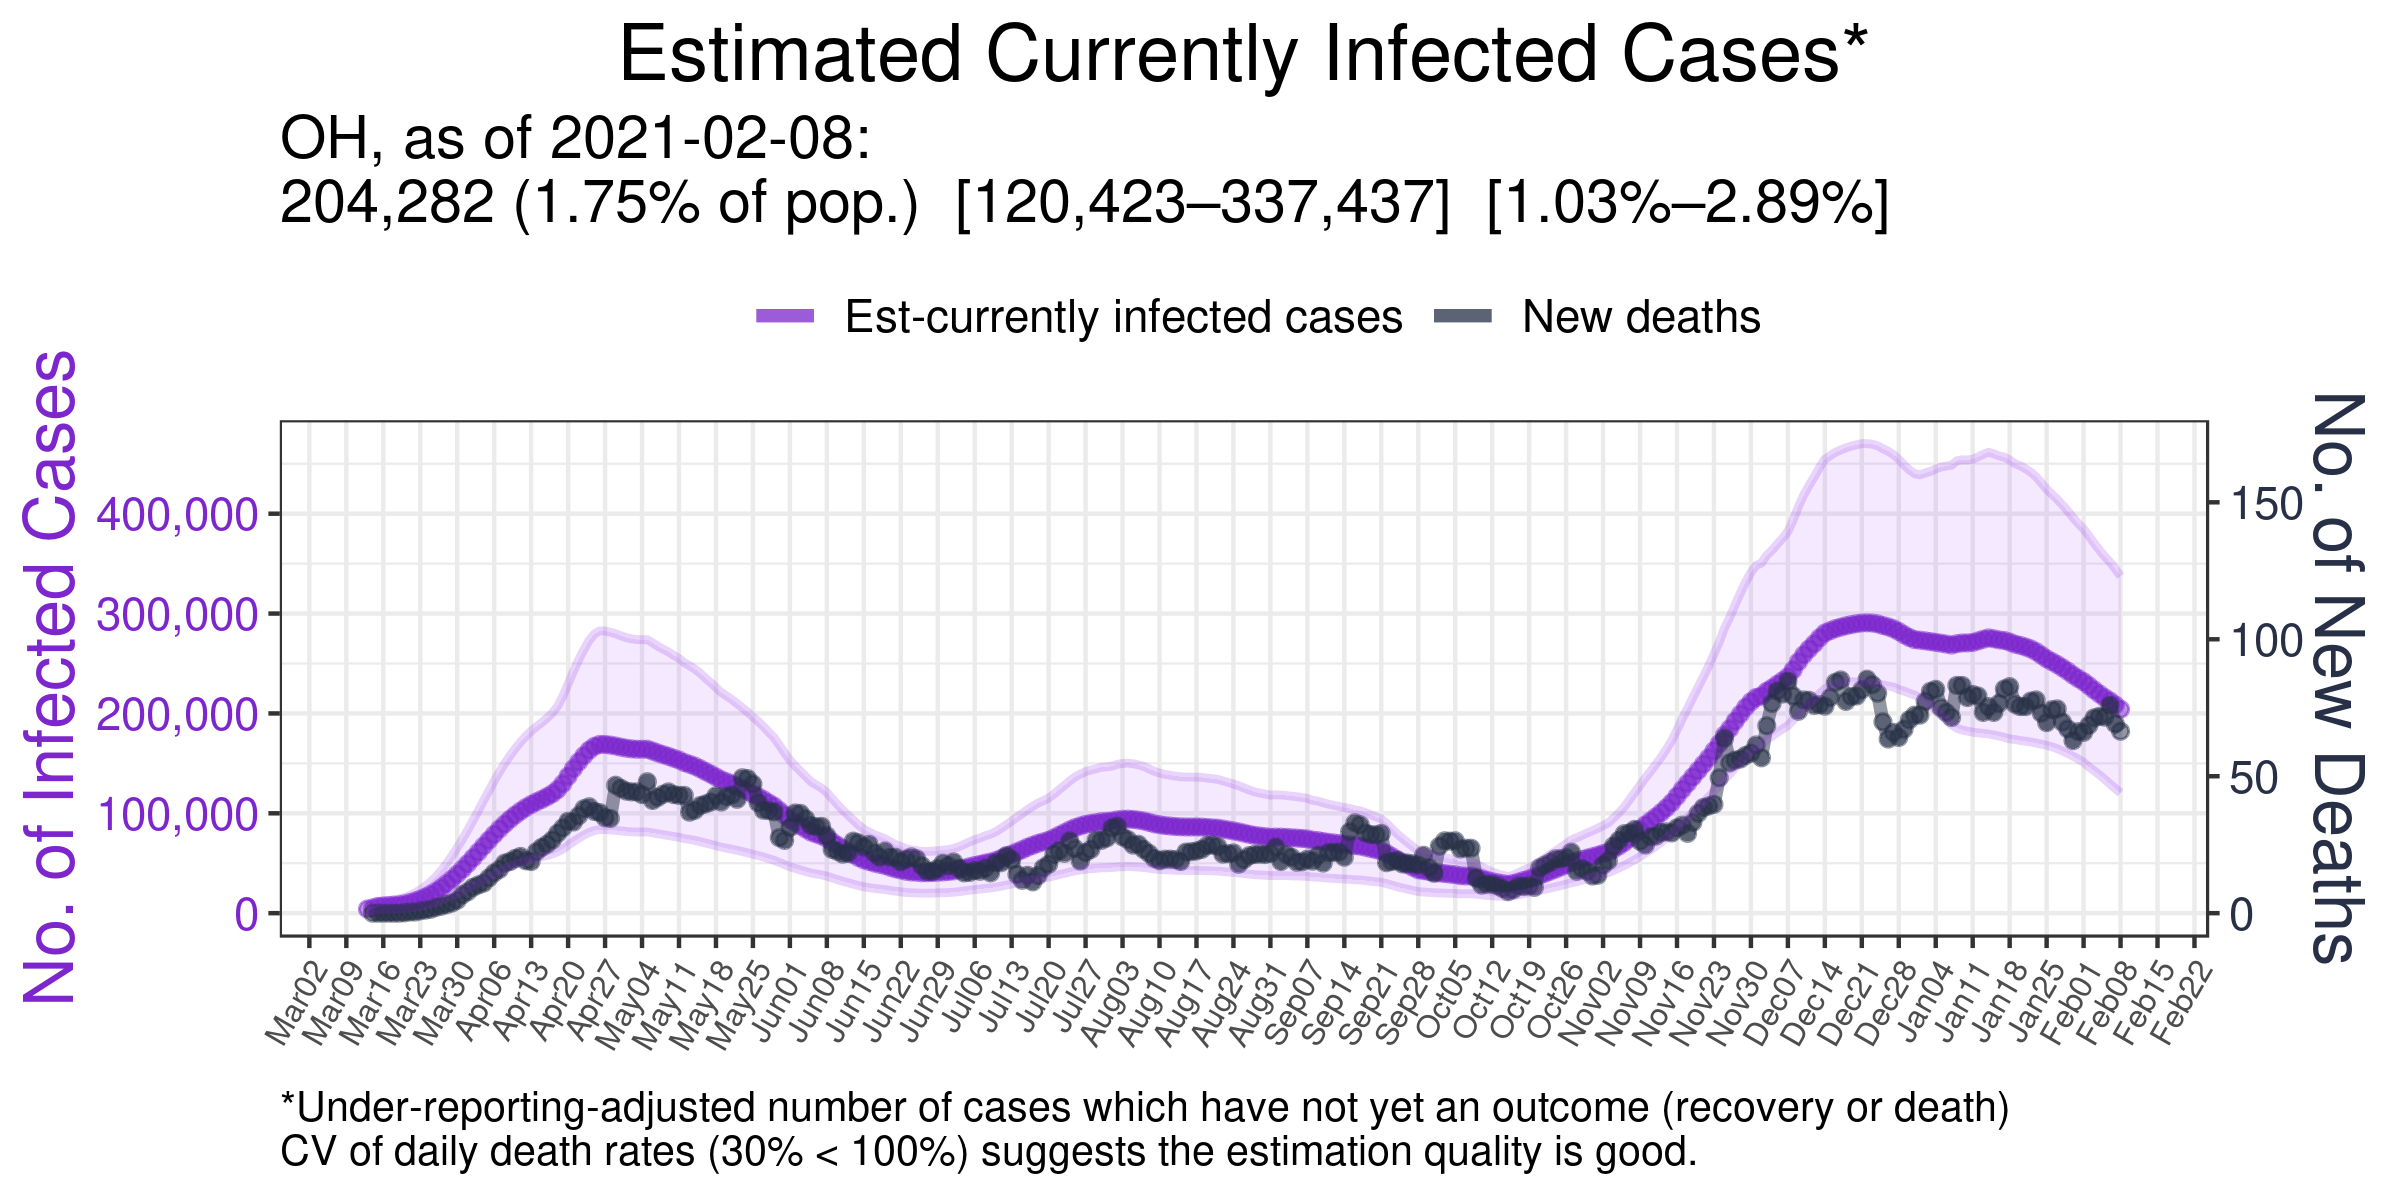 Estimated Currently Infected Cases*
OH, as of 2021-02-08:
204,282 (1.75% of pop.) [120,423–337,437] [1.03%–2.89%]
Est-currently infected cases New deaths
No. of Infected Cases
400,000
300,000
200,000
100,000
0
150
100
50
0
No. of New Deaths
Mar02 Mar09 Mar16 Mar23 Mar30 Apr06 Apr13 Apr20 Apr27 May04 May11 May18 May25 Jun01 Jun08 Jun15 Jun22 Jun29 Jul06 Jul13 Jul20 Jul27 Aug03 Aug10 Aug17 Aug24 Aug31 Sep07 Sep14 Sep21 Sep28 Oct05 Oct12 Oct19 Oct26 Nov02 Nov09 Nov16 Nov23 Nov30 Dec07 Dec14 Dec21 Dec28 Jan04 Jan11 Jan18 Jan25 Feb01 Feb08 Feb15 Feb22
*Under-reporting-adjusted number of cases which have not yet an outcome (recovery or death)
CV of daily death rates (30% < 100%) suggests the estimation quality is good.